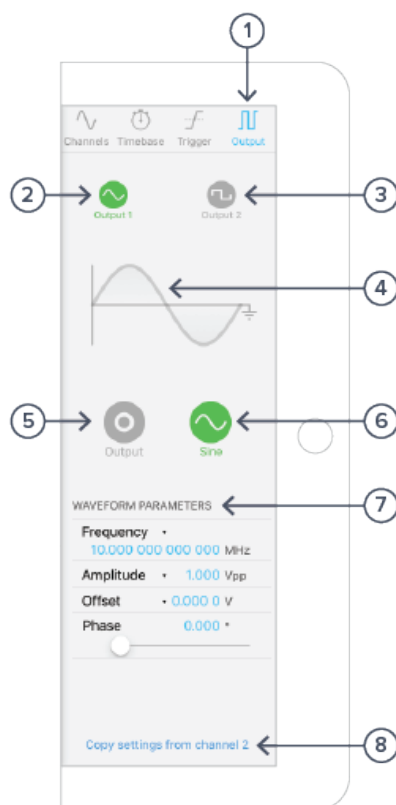 1
Channels Timebase Trigger Output
2
3
Output 1 Output 2
4
5
6
Output Sine
7
WAVEFORM PARAMETERS
Frequency
10.000 000 000 000 MHz
Amplitude 1.000 Vpp
Offset 0.000 0 V
Phase 0.000 °
Copy settings from channel 2
8